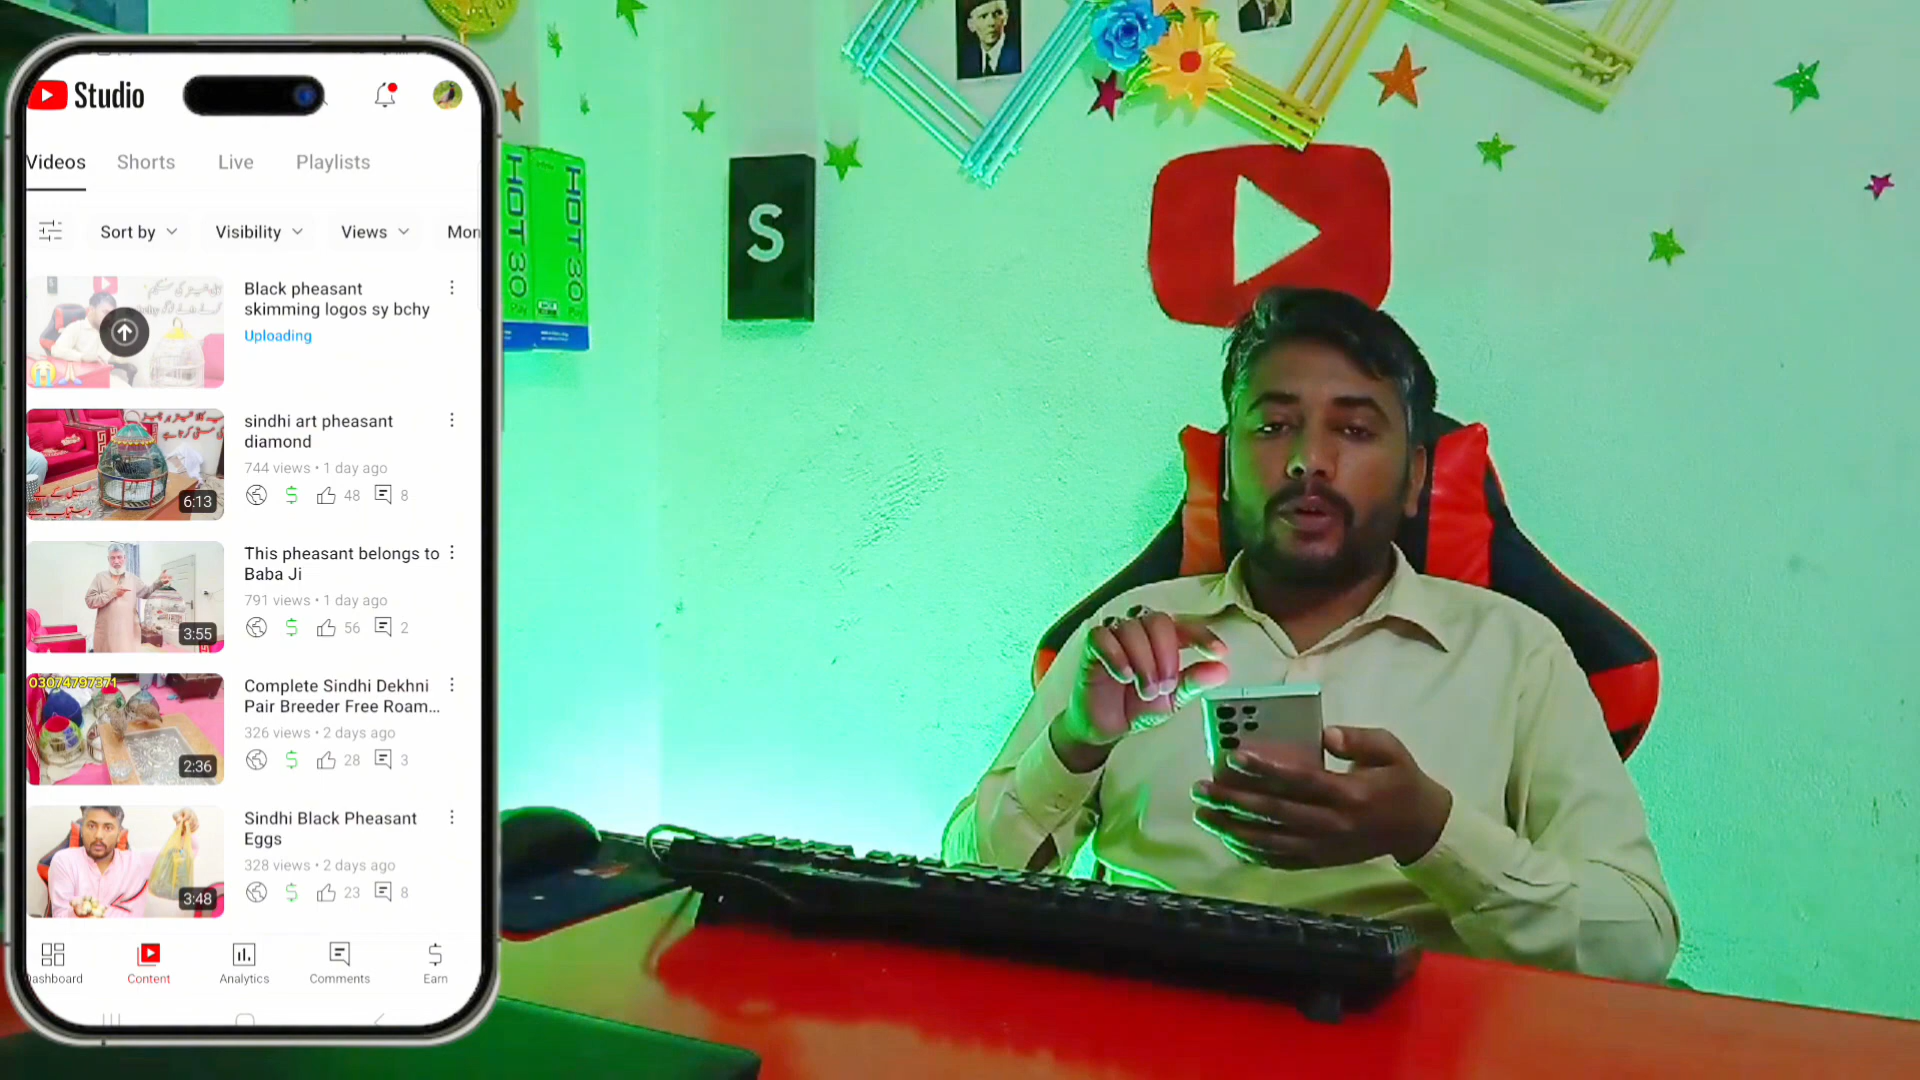 Studio
Videos Shorts Live Playlists
Sort by Visibility Views Mon
Black pheasant
skimming logos sy bchy
Uploading
sindhi art pheasant
diamond
744 views • 1 day ago
48 8
6:13
This pheasant belongs to
Baba Ji
791 views • 1 day ago
56 2
3:55
03074797371
Complete Sindhi Dekhni
Pair Breeder Free Roam...
326 views • 2 days ago
28 3
2:36
Sindhi Black Pheasant
Eggs
328 views • 2 days ago
23 8
3:48
ashboard Content Analytics Comments Earn
HOT 30
Play
HOT 30
Play
S